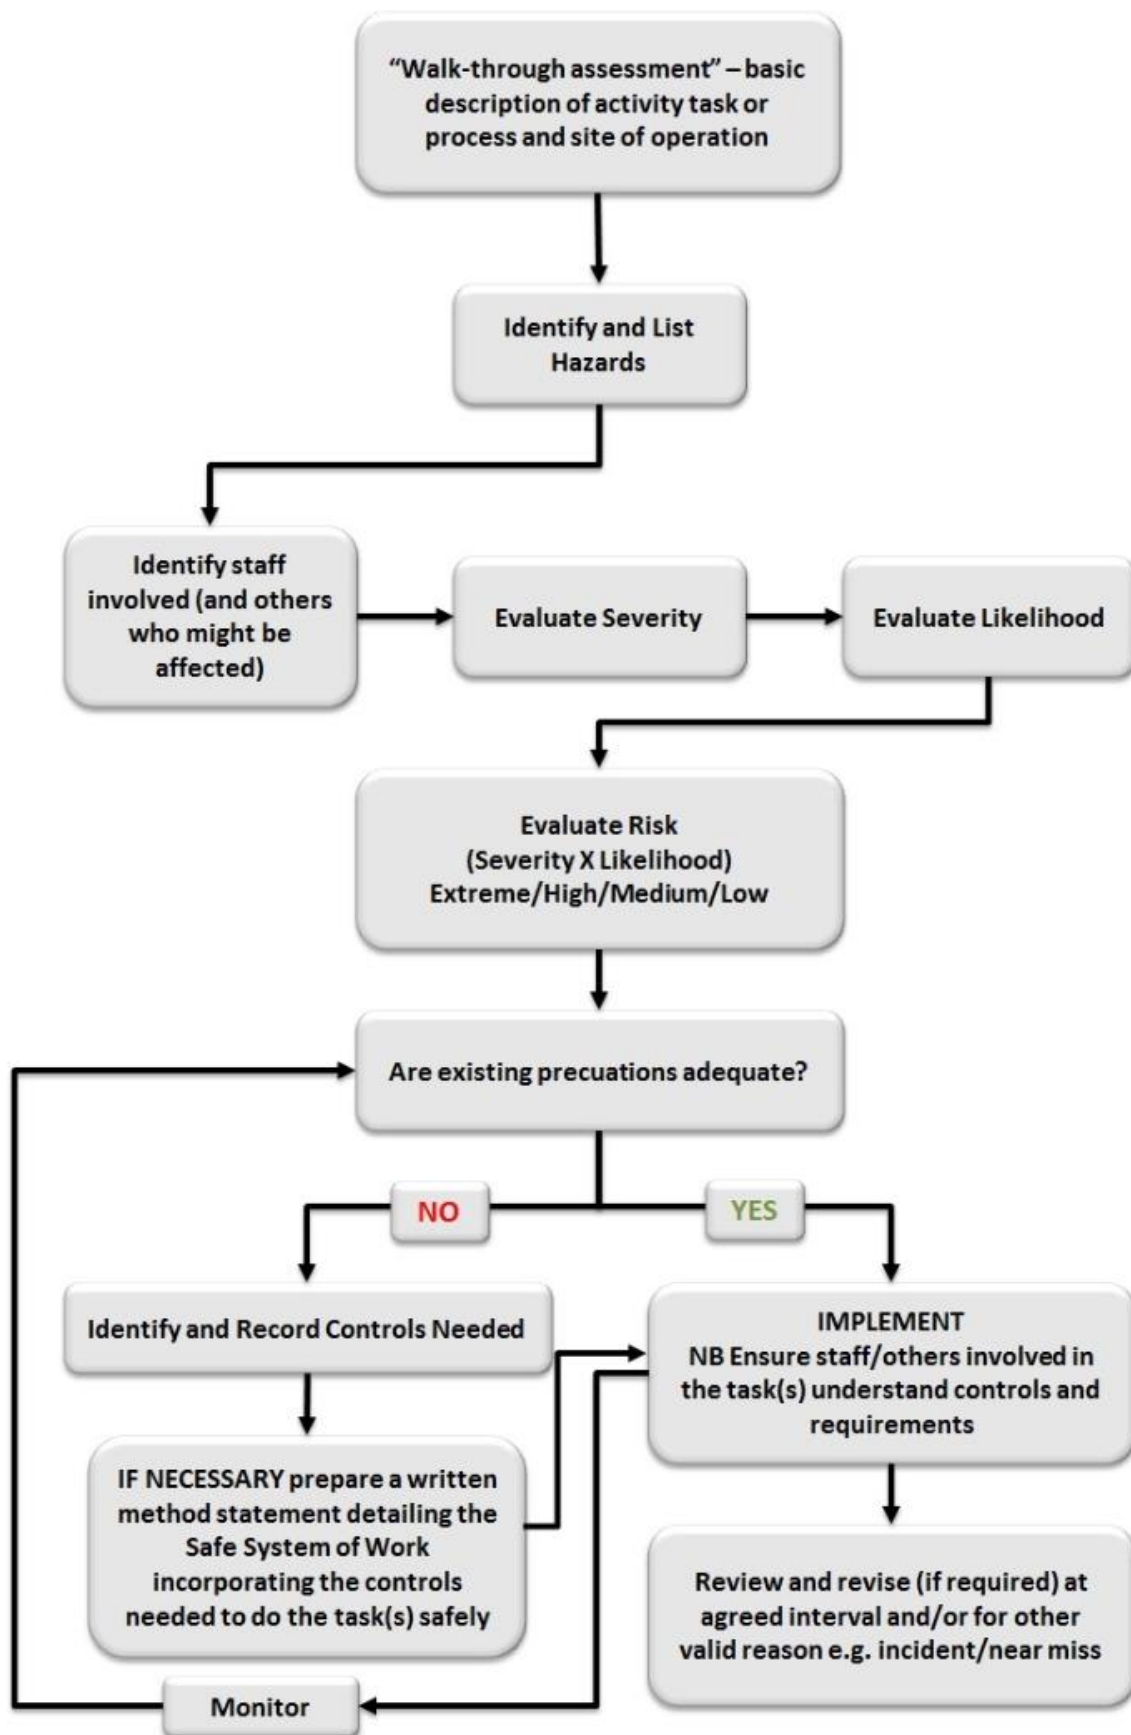 “Walk-through assessment” – basic
description of activity task or
process and site of operation
Identify and List
Hazards
Identify staff
involved (and others
who might be
affected)
Evaluate Severity
Evaluate Likelihood
Evaluate Risk
(Severity X Likelihood)
Extreme/High/Medium/Low
Are existing precuations adequate?
NO
YES
Identify and Record Controls Needed
IMPLEMENT
NB Ensure staff/others involved in
the task(s) understand controls and
requirements
IF NECESSARY prepare a written
method statement detailing the
Safe System of Work
incorporating the controls
needed to do the task(s) safely
Review and revise (if required) at
agreed interval and/or for other
valid reason e.g. incident/near miss
Monitor